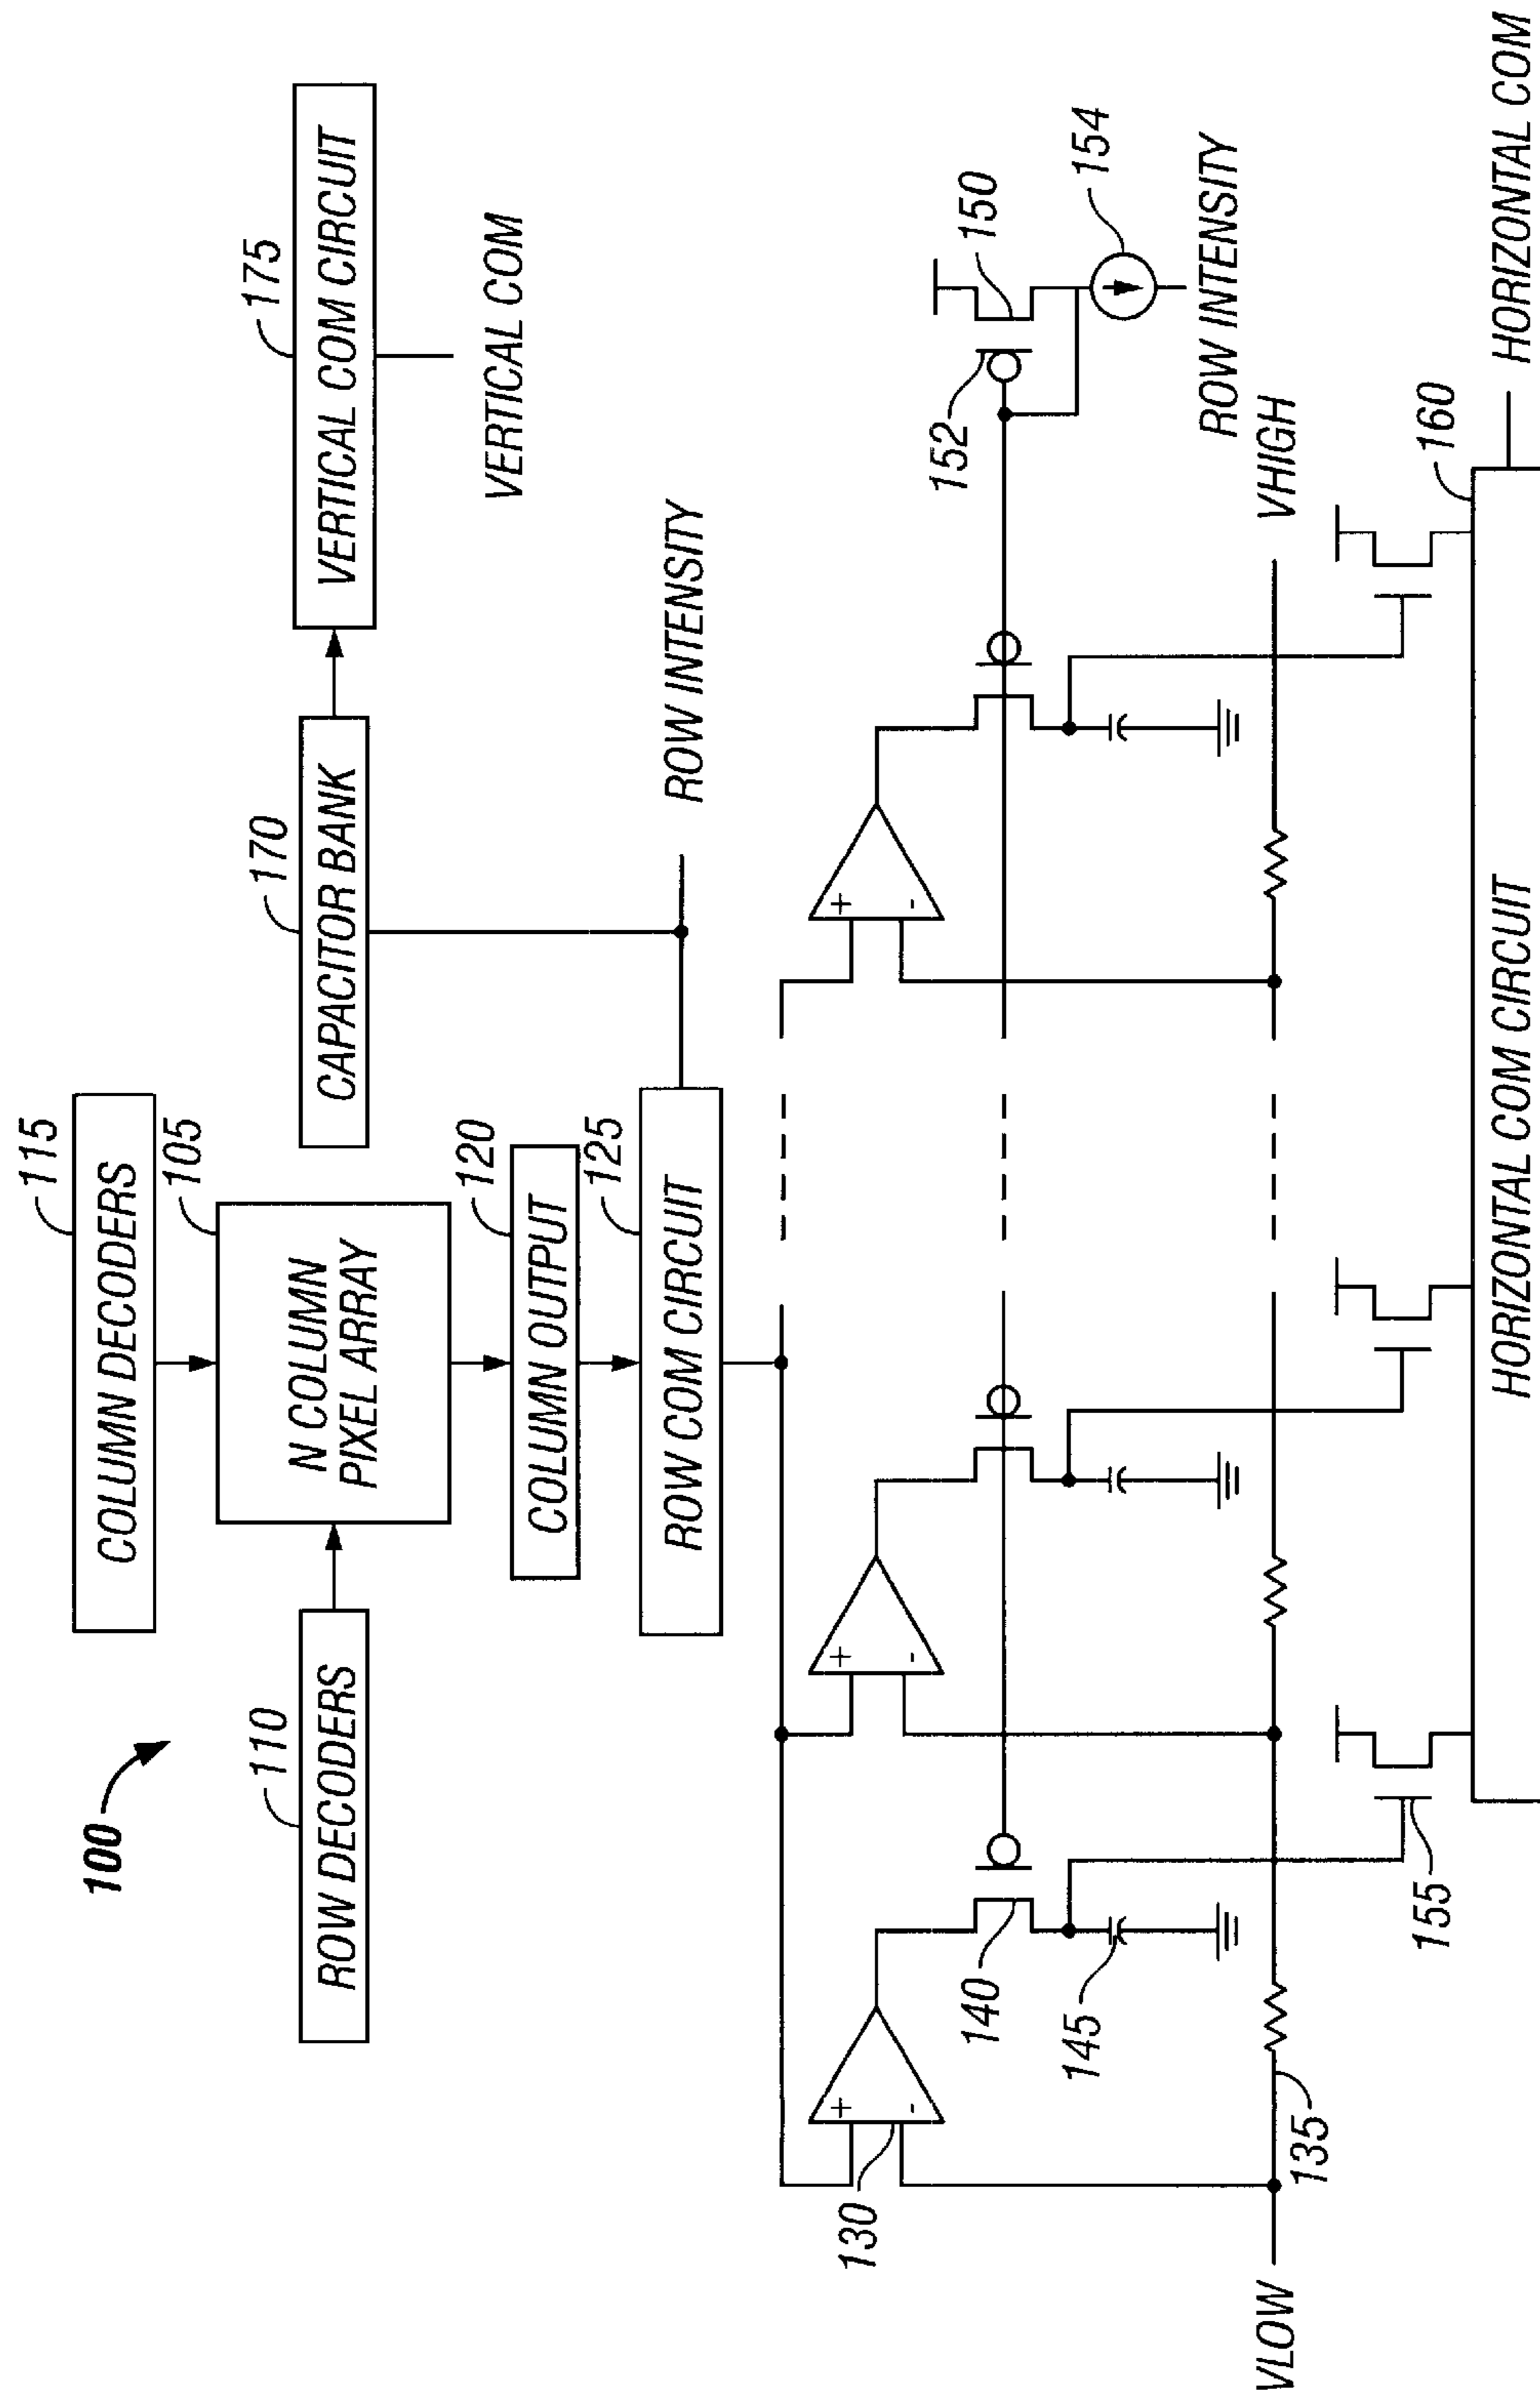 100
115
COLUMN DECODERS
110
ROW DECODERS
105
N COLUMN
PIXEL ARRAY
170
CAPACITOR BANK
175
VERTICAL COM CIRCUIT
VERTICAL COM
120
COLUMN OUTPUT
125
ROW COM CIRCUIT
ROW INTENSITY
130
+
-
+
-
+
-
140
145
152
150
154
ROW INTENSITY
VLOW
135
VHIGH
155
160
HORIZONTAL COM CIRCUIT
HORIZONTAL COM